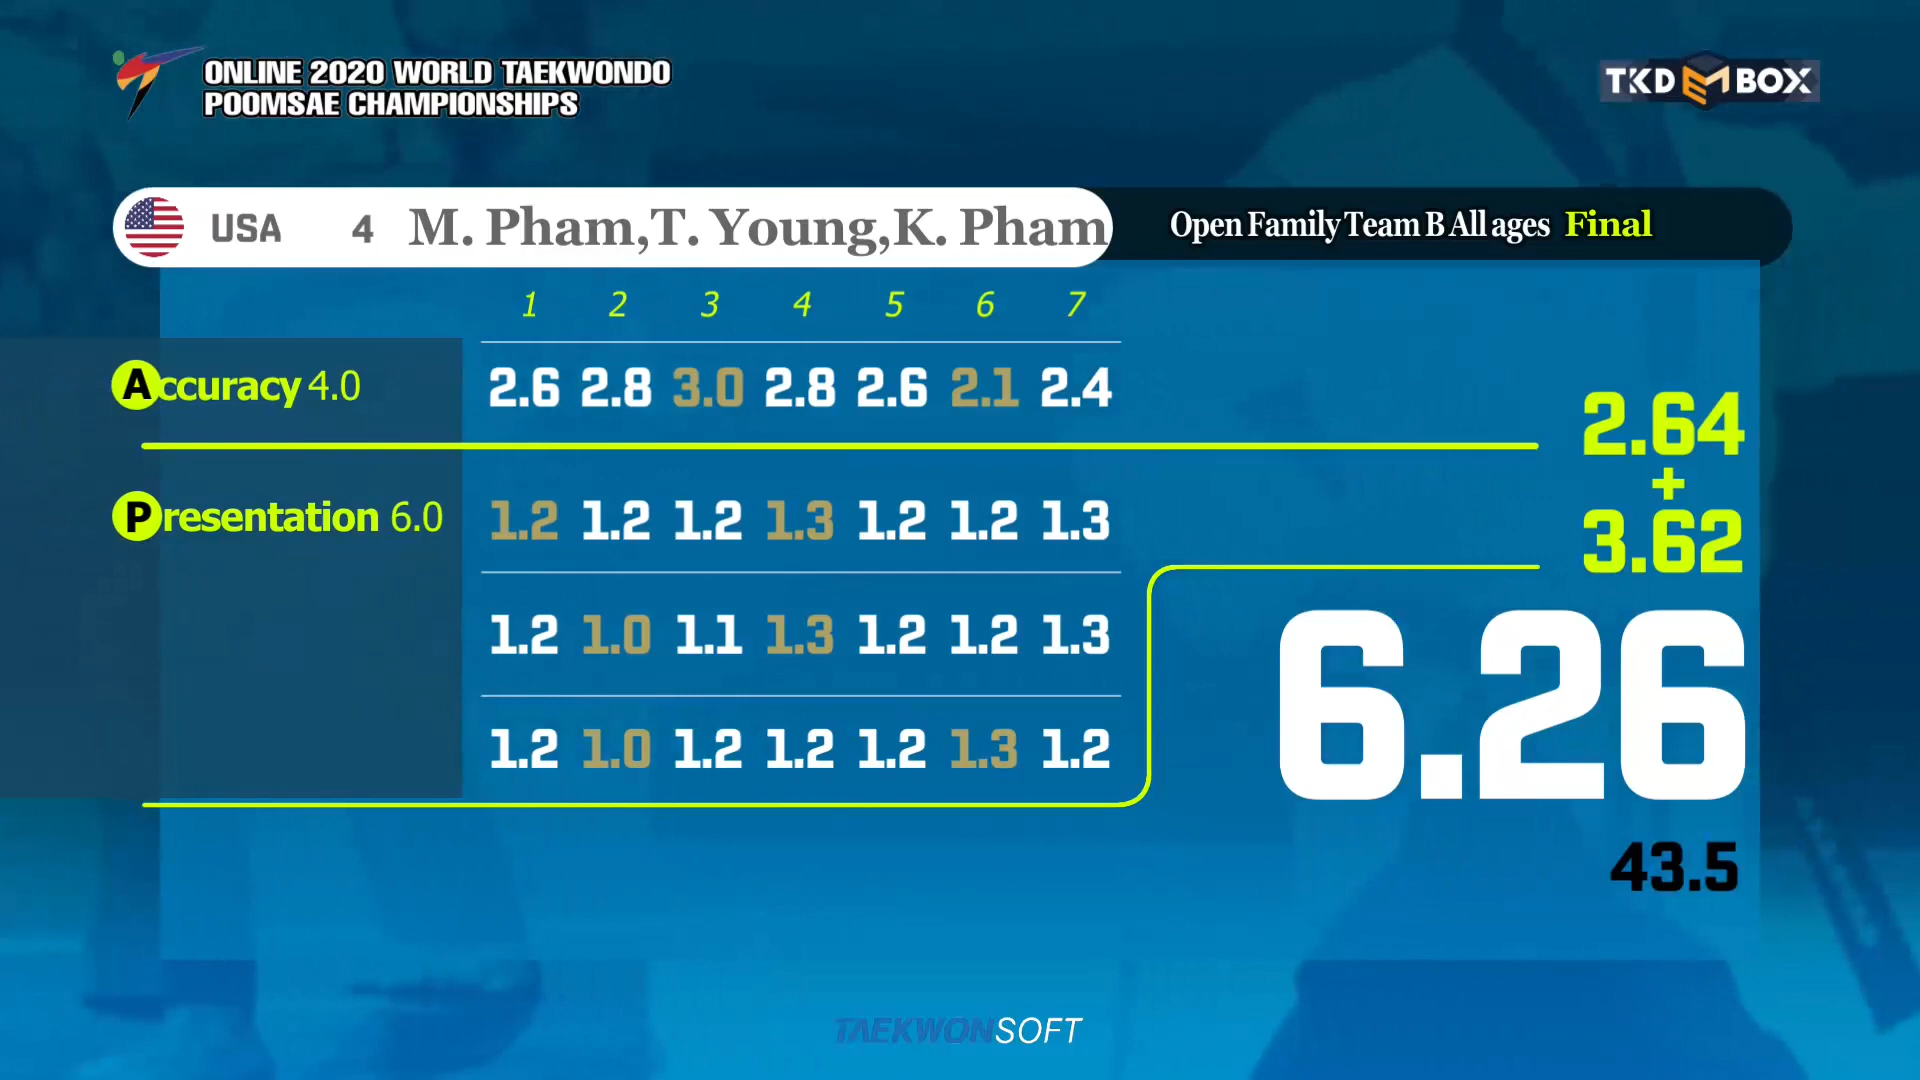 ONLINE 2020 WORLD TAEKWONDO
POOMSAE CHAMPIONSHIPS
TKD BOX
USA 4 M. Pham,T. Young,K. Pham
Open Family Team B All ages Final
1 2 3 4 5 6 7
Accuracy 4.0 2.6 2.8 3.0 2.8 2.6 2.1 2.4
2.64
+
Presentation 6.0 1.2 1.2 1.2 1.3 1.2 1.2 1.3
3.62
1.2 1.0 1.1 1.3 1.2 1.2 1.3
1.2 1.0 1.2 1.2 1.2 1.3 1.2
6.26
43.5
TAEKWONSOFT